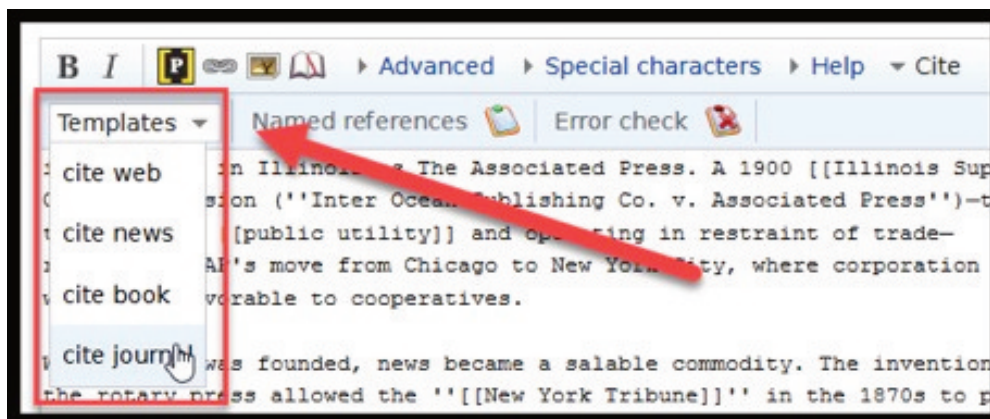 B I P Advanced Special characters Help Cite
Templates Named references Error check
in Illinois The Associated Press. A 1900 [[Illinois Sup
cite web
sion (''Inter Ocean Publishing Co. v. Associated Press'')—t
cite news [[public utility]] and operating in restraint of trade—
AP's move from Chicago to New York City, where corporation
cite book vorable to cooperatives.
cite journal was founded, news became a salable commodity. The invention
the rotary press allowed the ''[[New York Tribune]]'' in the 1870s to p